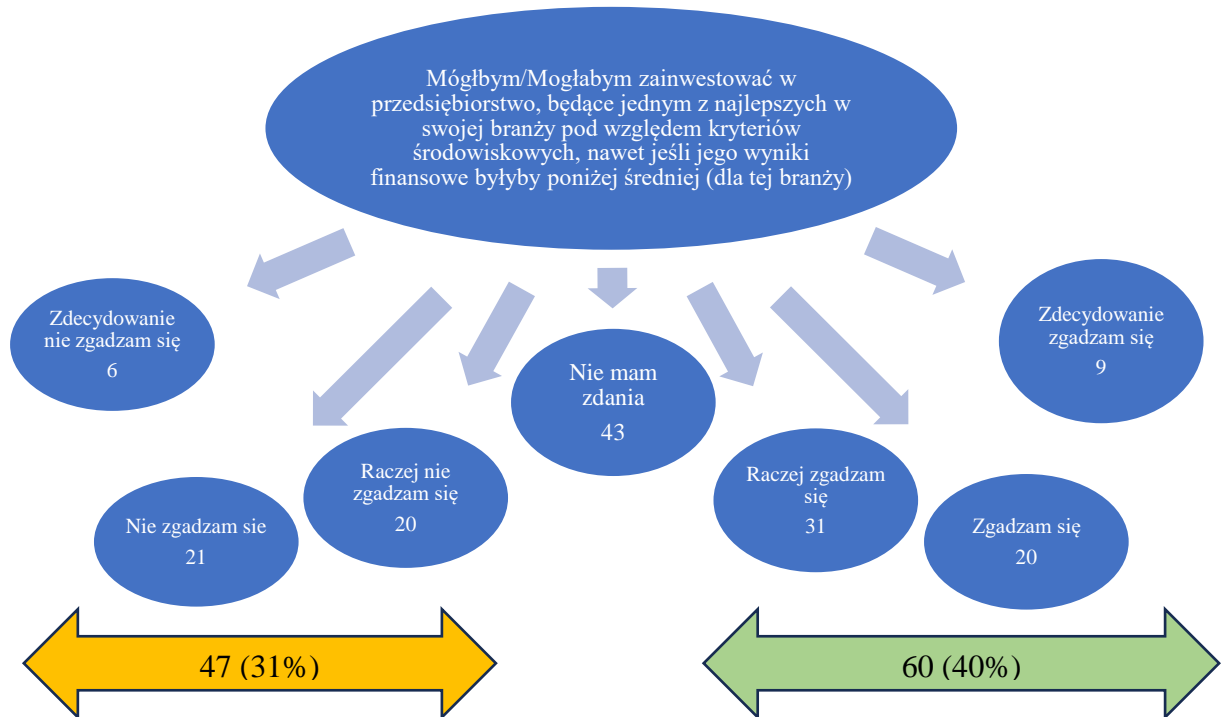 Mógłbym/Mogłabym zainwestować w
przedsiębiorstwo, będące jednym z najlepszych w
swojej branży pod względem kryteriów
środowiskowych, nawet jeśli jego wyniki
finansowe byłyby poniżej średniej (dla tej branży)
Zdecydowanie
nie zgadzam się
6
Nie zgadzam sie
21
Raczej nie
zgadzam się
20
Nie mam
zdania
43
Raczej zgadzam
się
31
Zgadzam się
20
Zdecydowanie
zgadzam się
9
47 (31%)
60 (40%)